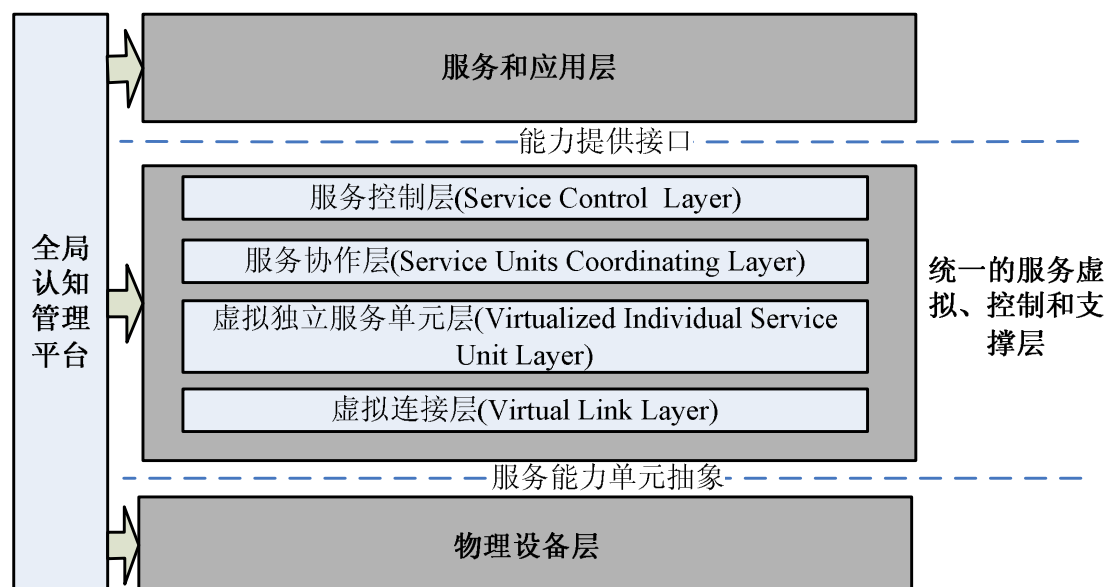 服务和应用层
能力提供接口
服务控制层(Service Control Layer)
服务协作层(Service Units Coordinating Layer)
虚拟独立服务单元层(Virtualized Individual Service
Unit Layer)
虚拟连接层(Virtual Link Layer)
服务能力单元抽象
物理设备层
全局
认知
管理
平台
统一的服务虚
拟、控制和支
撑层